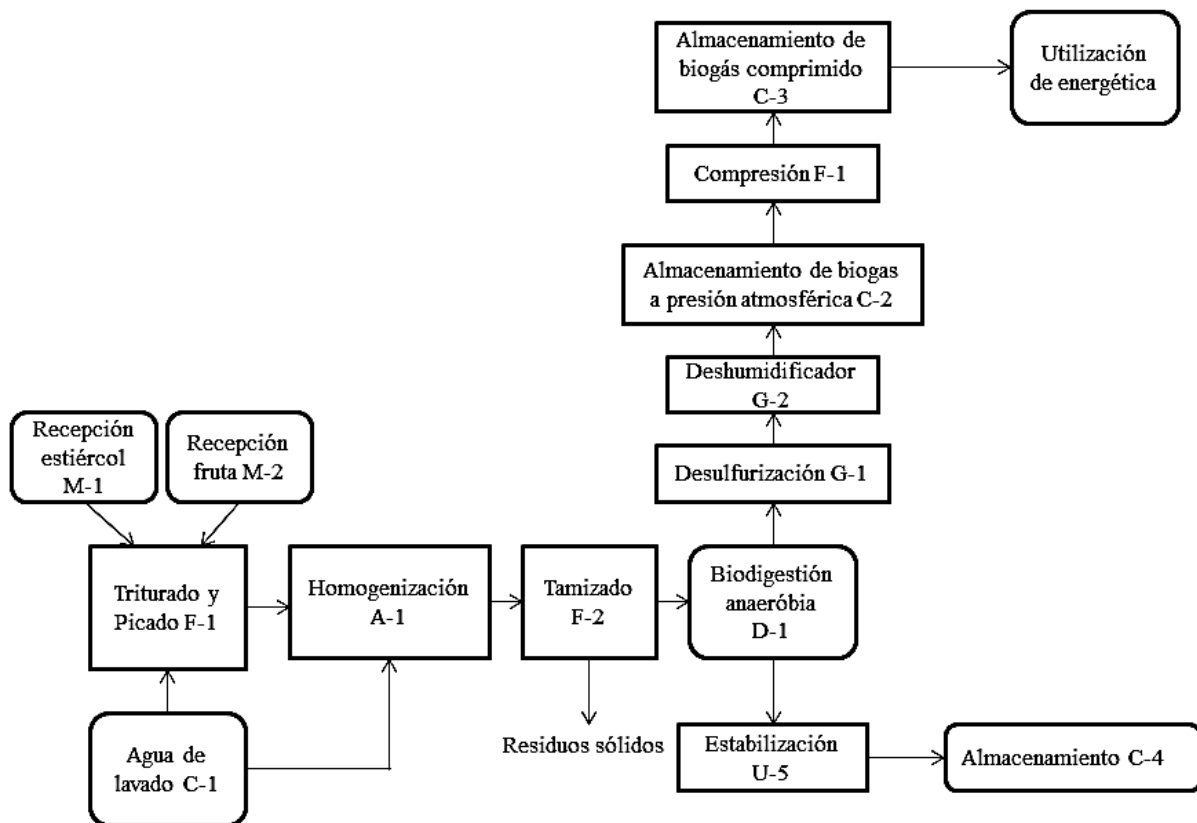 Almacenamiento de
biogás comprimido
C-3
Utilización
de energética
Compresión F-1
Almacenamiento de biogas
a presión atmosférica C-2
Deshumidificador
G-2
Recepción
estiércol
M-1
Recepción
fruta M-2
Desulfurización G-1
Triturado y
Picado F-1
Homogenización
A-1
Tamizado
F-2
Biodigestión
anaeróbia
D-1
Agua de
lavado C-1
Residuos sólidos
Estabilización
U-5
Almacenamiento C-4